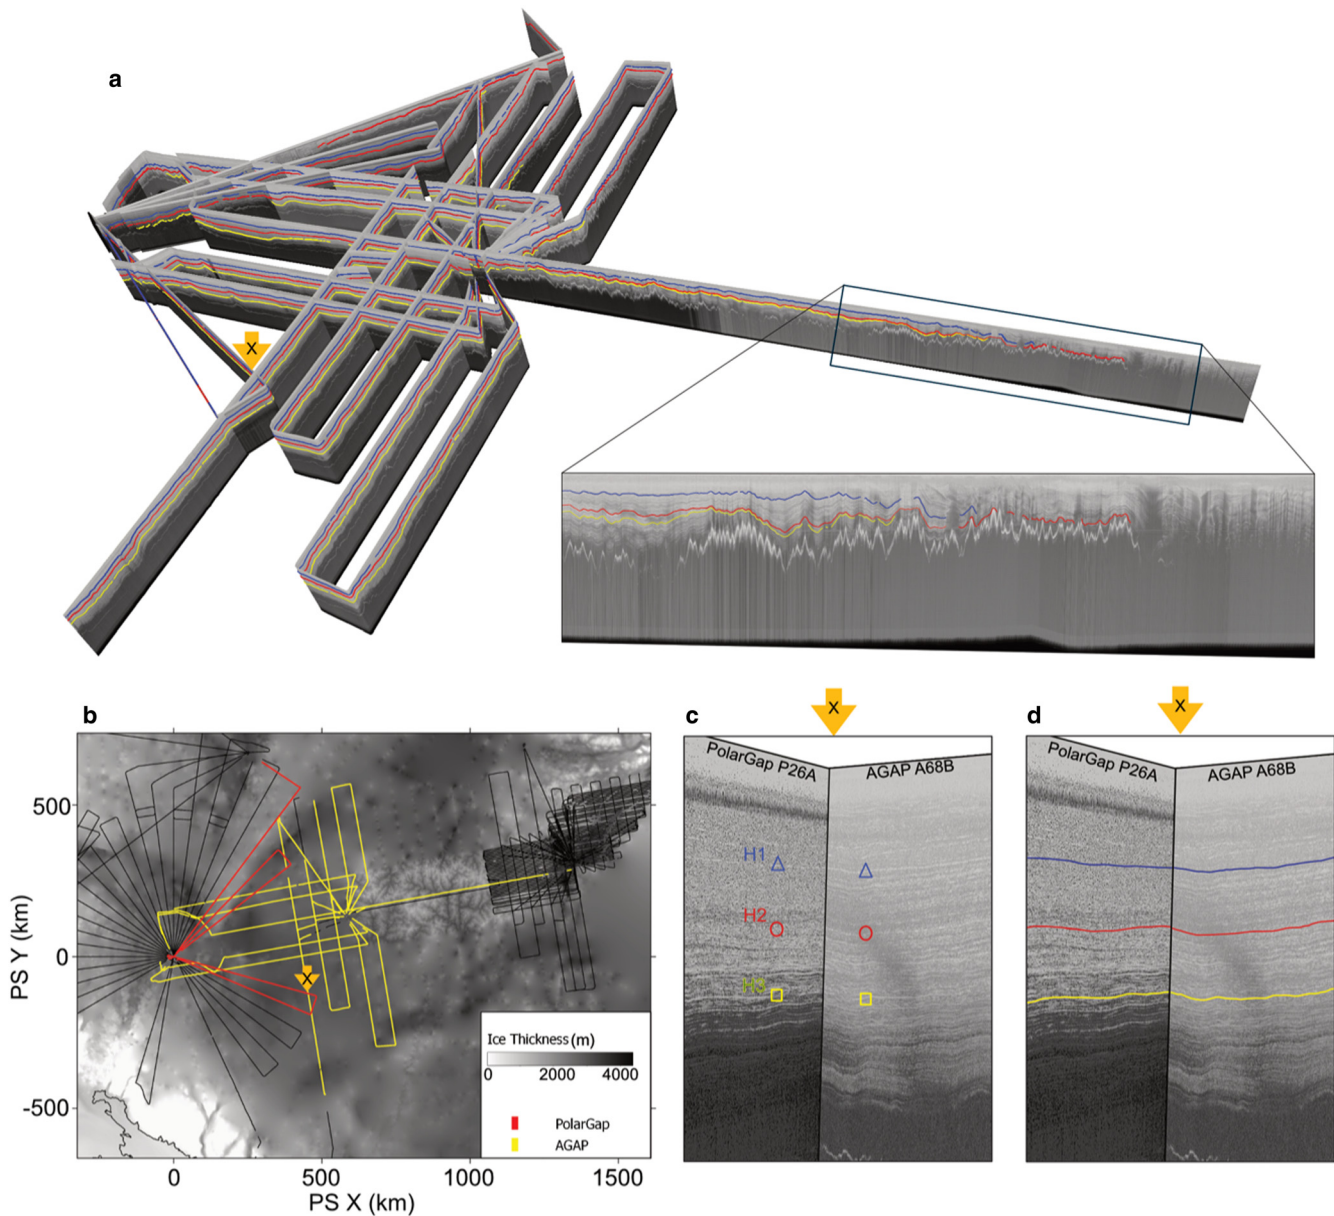 a
X
b
500
0
-500
PS Y (km)
0
500
1000
1500
PS X (km)
X
Ice Thickness (m)
0
2000
4000
PolarGap
AGAP
X
c
PolarGap P26A
AGAP A68B
H1
H2
H3
X
d
PolarGap P26A
AGAP A68B